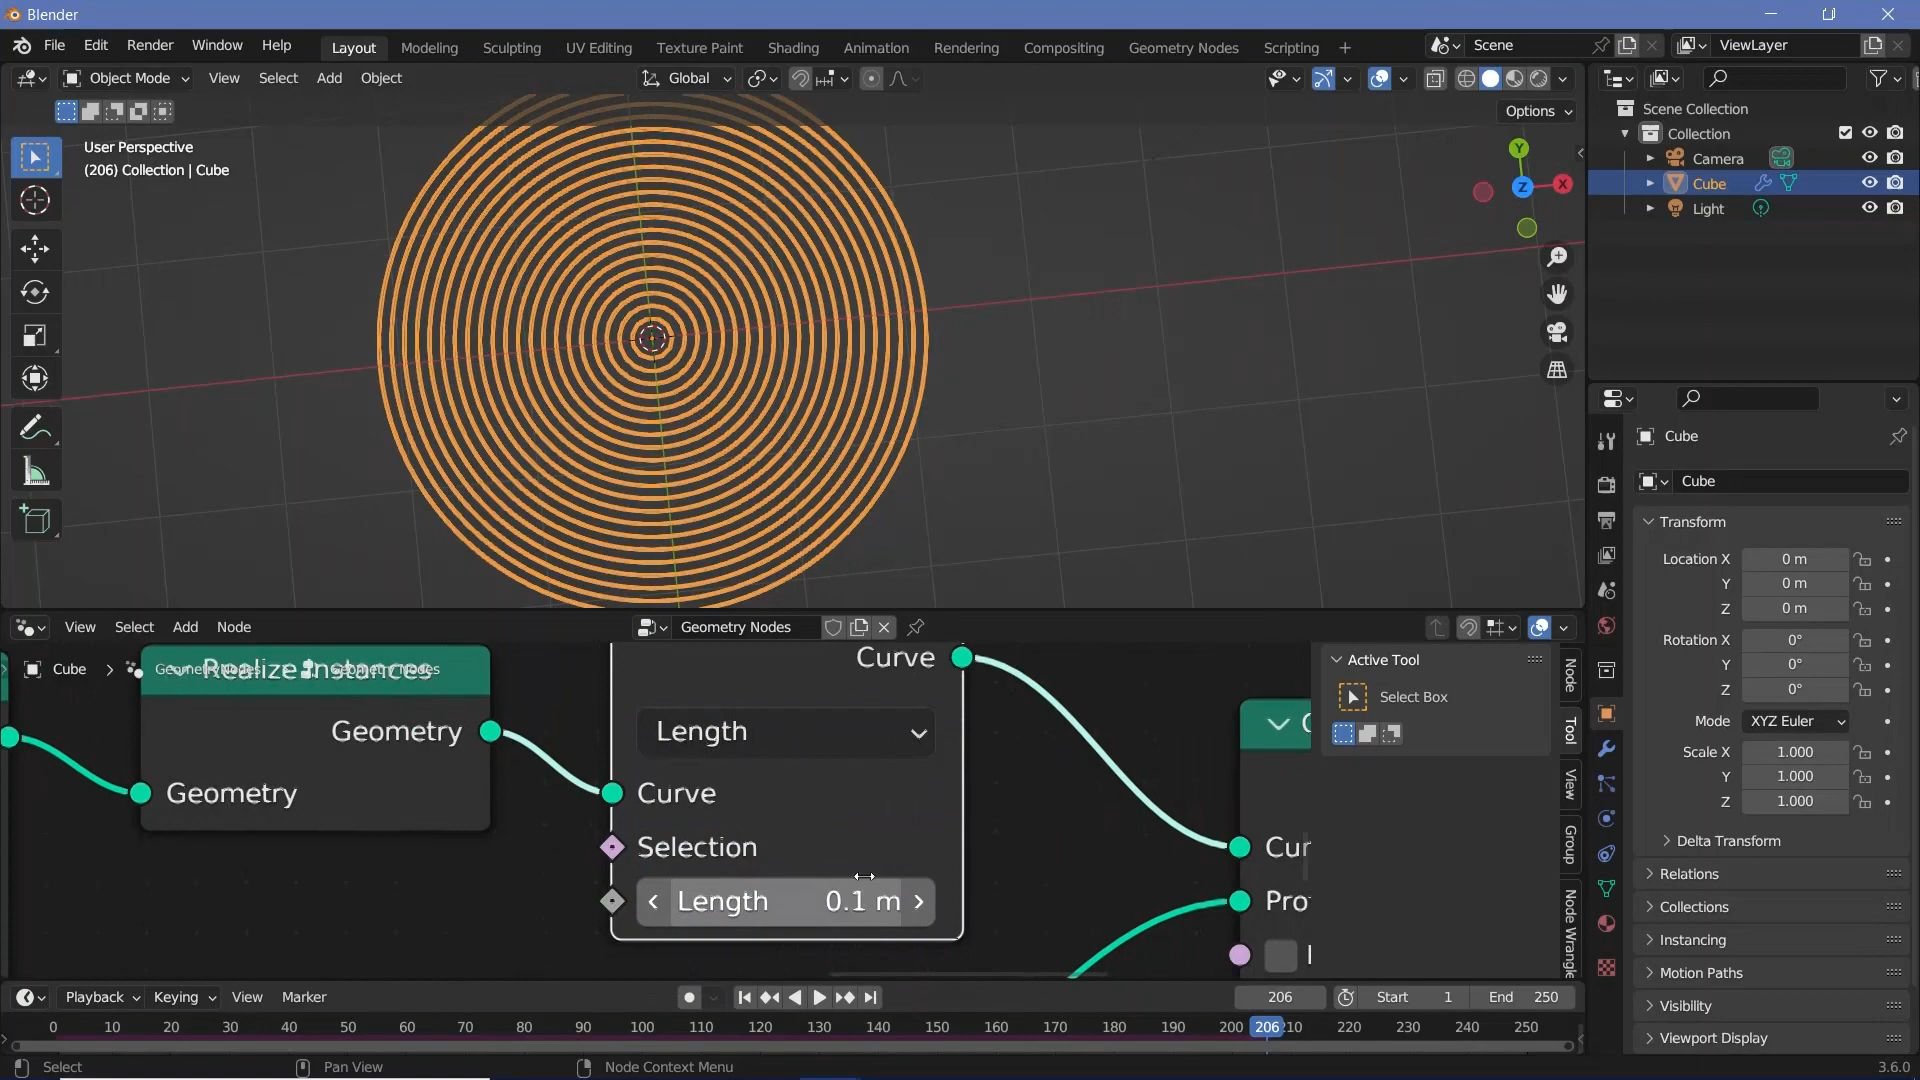 Blender
File Edit Render Window Help
Layout Modeling Sculpting UV Editing Texture Paint Shading Animation Rendering Compositing Geometry Nodes Scripting +
Scene
ViewLayer
Object Mode View Select Add Object
Global
Options
User Perspective
(206) Collection | Cube
Y
Z
X
Scene Collection
Collection
Camera
Cube
Light
Cube
Cube
Transform
Location X 0 m
Y 0 m
Z 0 m
Rotation X 0°
Y 0°
Z 0°
Mode XYZ Euler
Scale X 1.000
Y 1.000
Z 1.000
Delta Transform
Relations
Collections
Instancing
Motion Paths
Visibility
Viewport Display
View Select Add Node
Geometry Nodes
Cube > GeometryNodes > Geometry Nodes
Realize Instances
Geometry
Geometry
Curve
Length
Curve
Selection
Length 0.1 m
Cur
Pro
Active Tool
Select Box
Node
Tool
View
Group
Node Wrangle
Playback Keying View Marker
206
Start 1
End 250
0 10 20 30 40 50 60 70 80 90 100 110 120 130 140 150 160 170 180 190 200 206 210 220 230 240 250
Select
Pan View
Node Context Menu
3.6.0